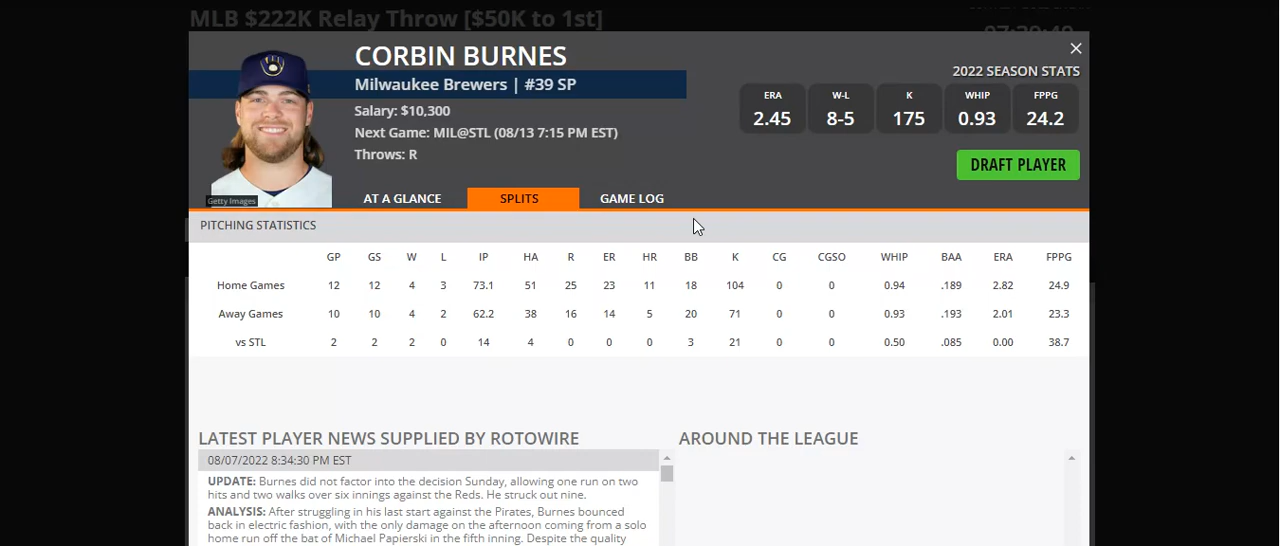 MLB $222K Relay Throw [$50K to 1st]
CORBIN BURNES
Milwaukee Brewers | #39 SP
Salary: $10,300
Next Game: MIL@STL (08/13 7:15 PM EST)
Throws: R
2022 SEASON STATS
ERA W-L K WHIP FPPG
2.45 8-5 175 0.93 24.2
DRAFT PLAYER
Getty Images
AT A GLANCE SPLITS GAME LOG
PITCHING STATISTICS
GP GS W L IP HA R ER HR BB K CG CGSO WHIP BAA ERA FPPG
Home Games 12 12 4 3 73.1 51 25 23 11 18 104 0 0 0.94 .189 2.82 24.9
Away Games 10 10 4 2 62.2 38 16 14 5 20 71 0 0 0.93 .193 2.01 23.3
vs STL 2 2 2 0 14 4 0 0 0 3 21 0 0 0.50 .085 0.00 38.7
LATEST PLAYER NEWS SUPPLIED BY ROTOWIRE
08/07/2022 8:34:30 PM EST
UPDATE: Burnes did not factor into the decision Sunday, allowing one run on two
hits and two walks over six innings against the Reds. He struck out nine.
ANALYSIS: After struggling in his last start against the Pirates, Burnes bounced
back in electric fashion, with the only damage on the afternoon coming from a solo
home run off the bat of Michael Papierski in the fifth inning. Despite the quality
AROUND THE LEAGUE